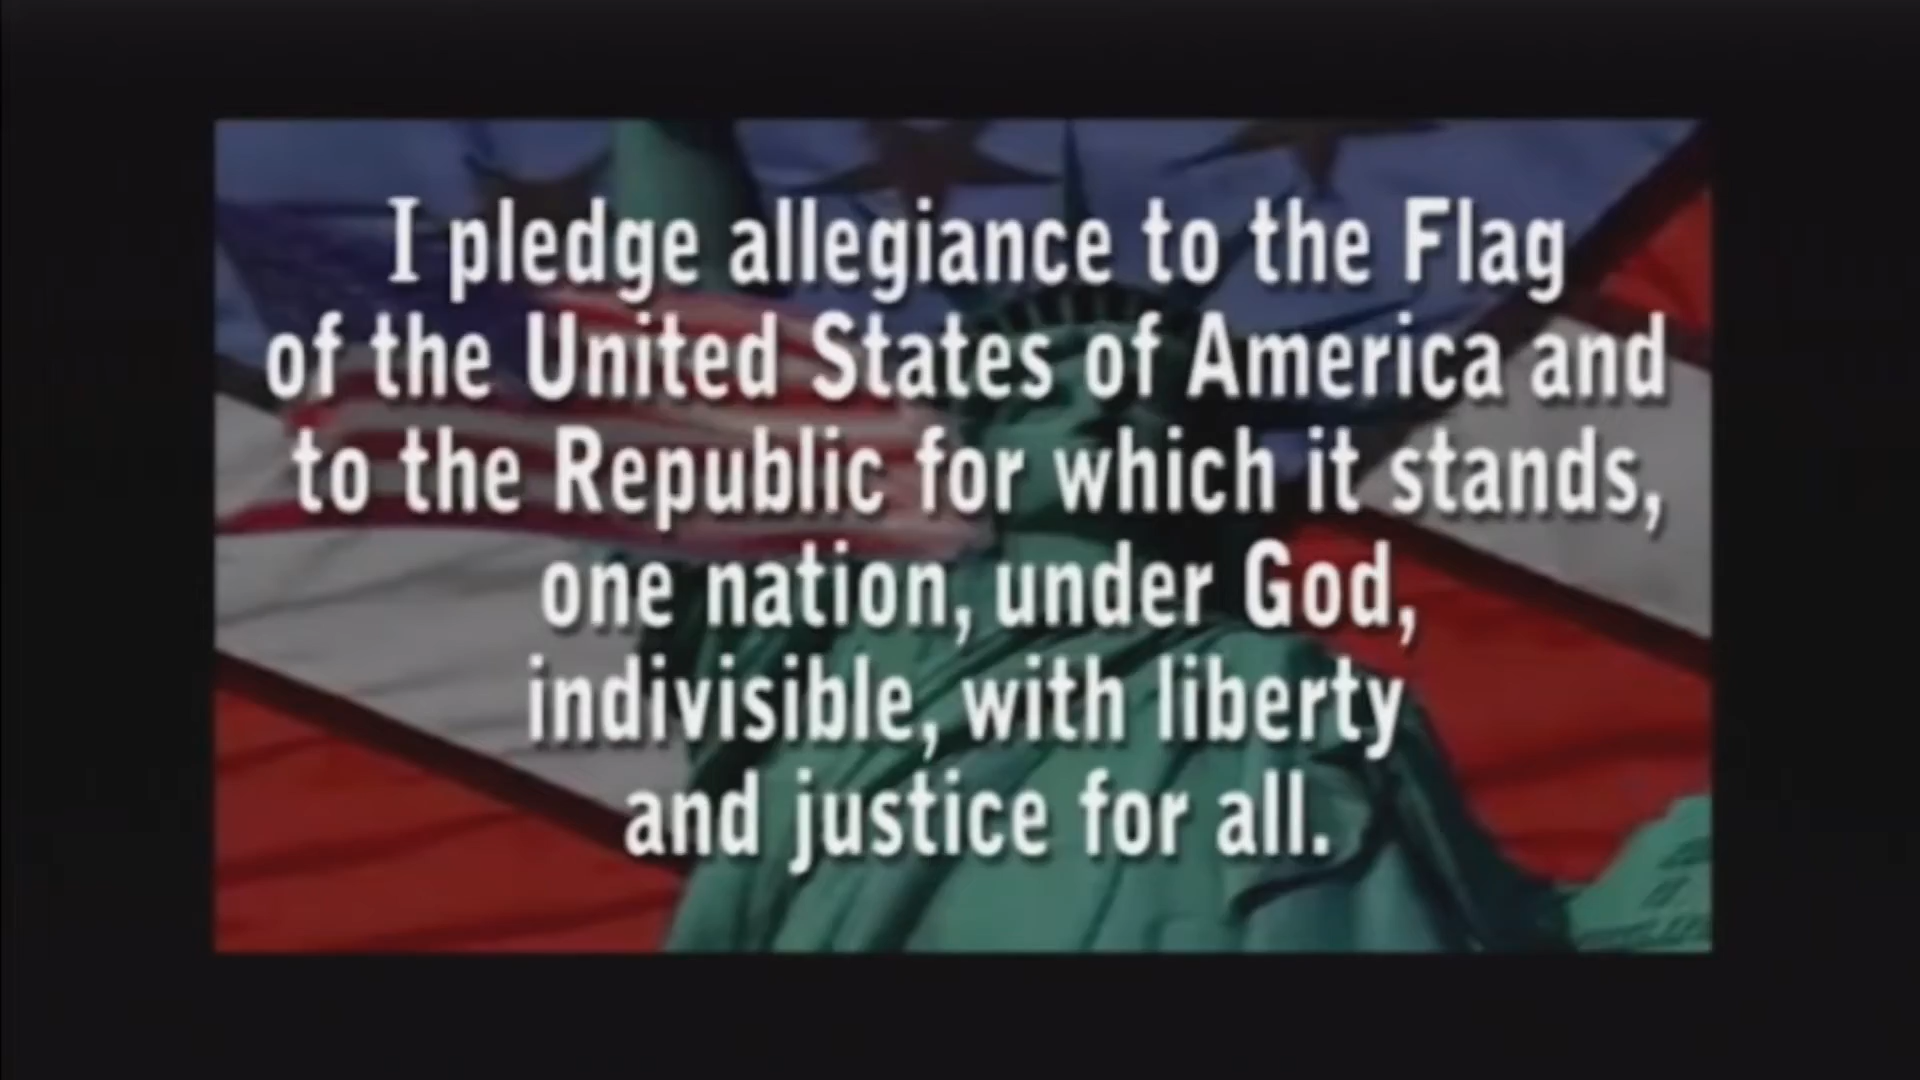 I pledge allegiance to the Flag
of the United States of America and
to the Republic for which it stands,
one nation, under God,
indivisible, with liberty
and justice for all.